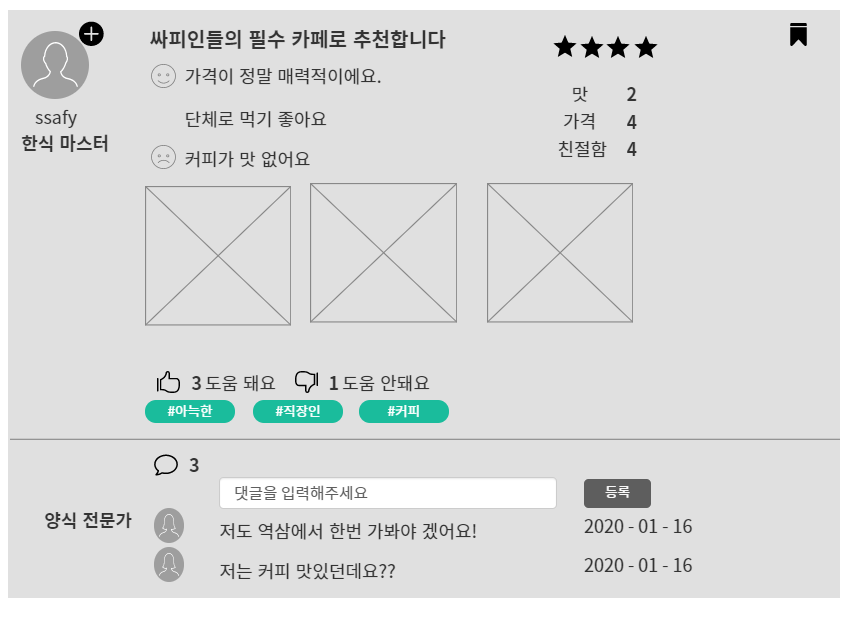 싸피인들의 필수 카페로 추천합니다
가격이 정말 매력적이에요.
단체로 먹기 좋아요
커피가 맛 없어요
ssafy
한식 마스터
맛 2
가격 4
친절함 4
3 도움 돼요 1 도움 안돼요
#아늑한 #직장인 #커피
3
댓글을 입력해주세요 등록
양식 전문가
저도 역삼에서 한번 가봐야 겠어요! 2020 - 01 - 16
저는 커피 맛있던데요?? 2020 - 01 - 16